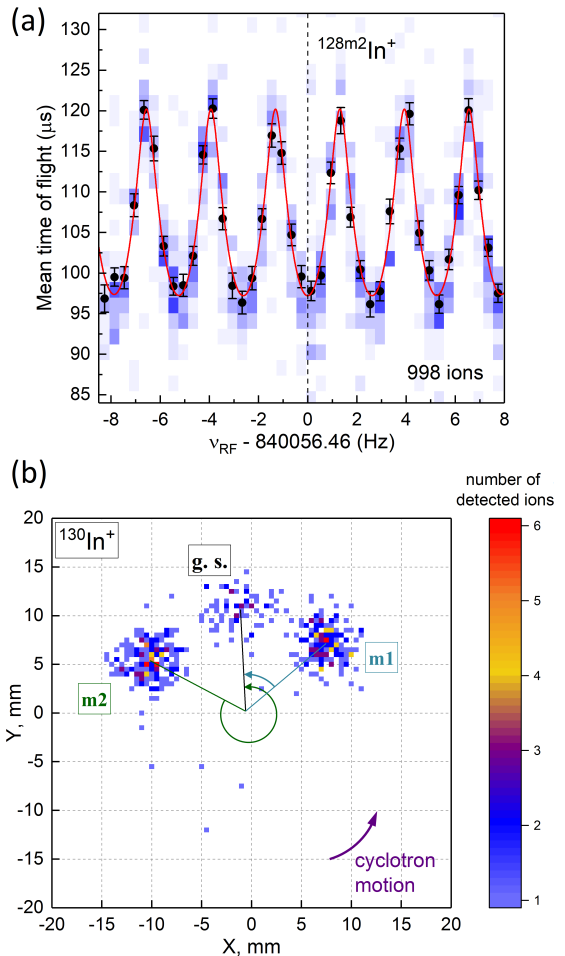 (a)
130
125
120
115
110
105
100
95
90
85
Mean time of flight (μs)
¹²⁸ᵐ²In⁺
998 ions
-8 -6 -4 -2 0 2 4 6 8
ν_RF - 840056.46 (Hz)
(b)
number of
detected ions
¹³⁰In⁺
g. s.
m1
m2
cyclotron
motion
20
15
10
5
0
-5
-10
-15
-20
Y, mm
20 -15 -10 -5 0 5 10 15 20
X, mm
6
5
4
3
2
1